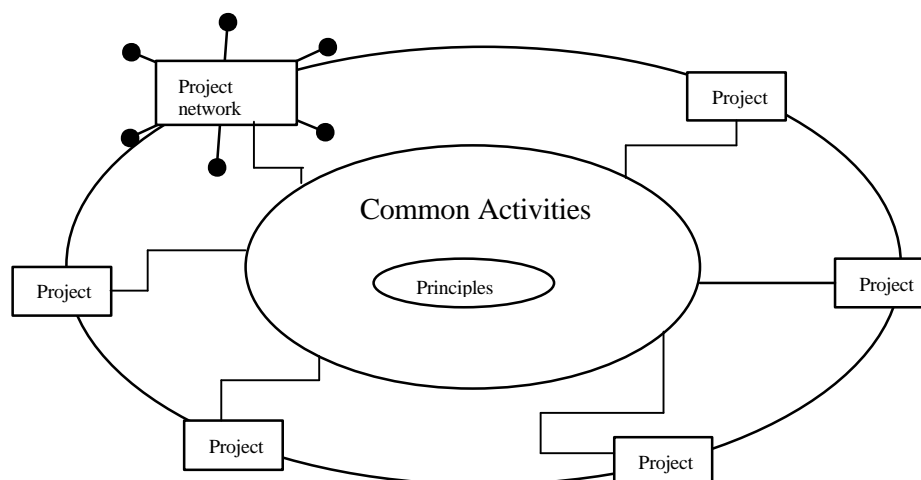 Project
network
Project
Common Activities
Project
Principles
Project
Project
Project